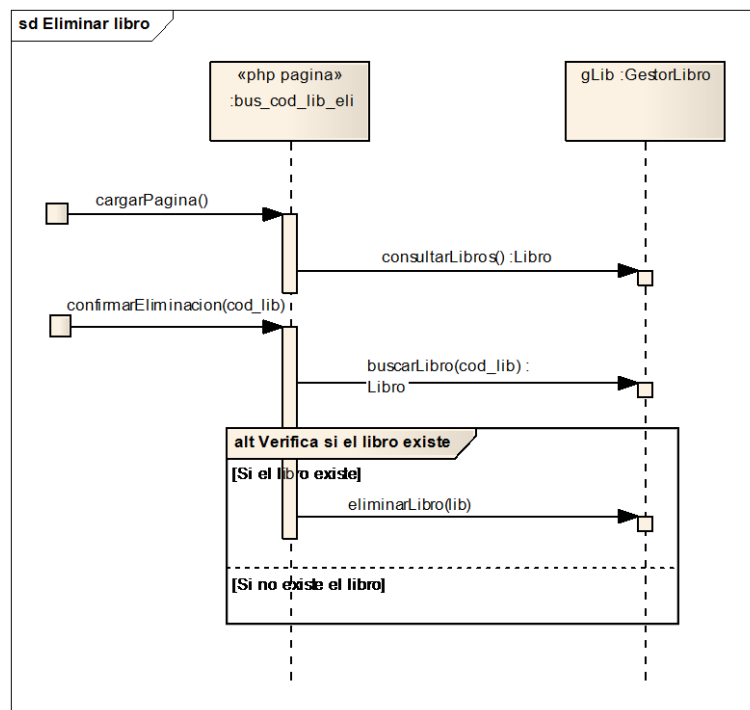 sd Eliminar libro
«php pagina»
:bus_cod_lib_eli
gLib :GestorLibro
cargarPagina()
consultarLibros() :Libro
confirmarEliminacion(cod_lib)
buscarLibro(cod_lib) :
Libro
alt Verifica si el libro existe
[Si el libro existe]
eliminarLibro(lib)
[Si no existe el libro]